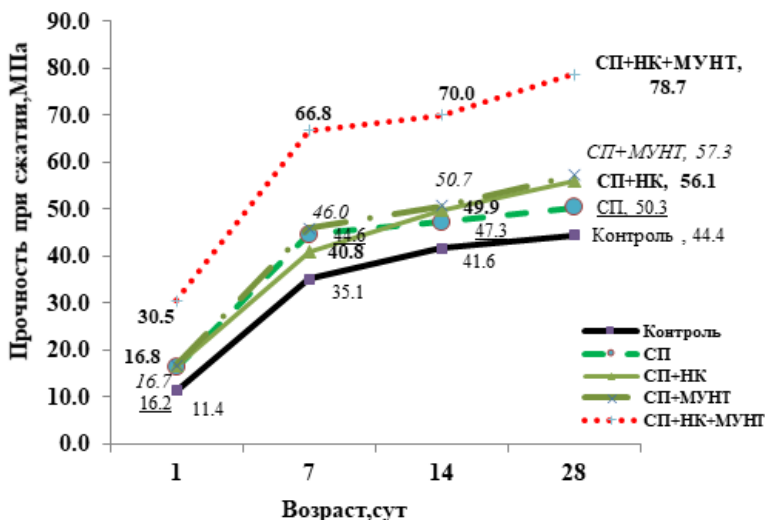 Прочность при сжатии,МПа
90.0
80.0
70.0
60.0
50.0
40.0
30.0
20.0
10.0
0.0
СП+НК+МУНТ,
78.7
70.0
66.8
СП+МУНТ, 57.3
СП+НК, 56.1
СП, 50.3
Контроль , 44.4
50.7
49.9
47.3
41.6
46.0
44.6
40.8
35.1
30.5
16.8
16.7
16.2
11.4
Контроль
СП
СП+НК
СП+МУНТ
СП+НК+МУНТ
1
7
14
28
Возраст,сут